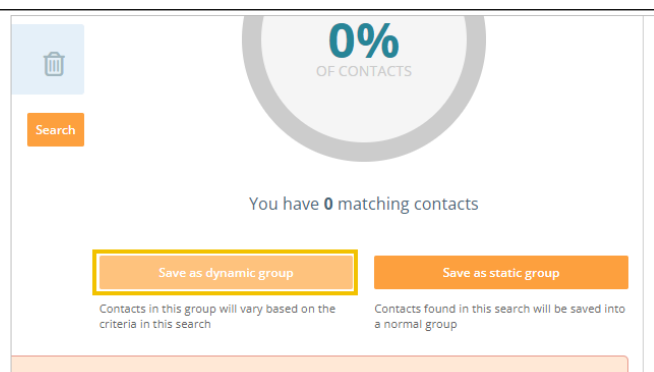 0%
OF CONTACTS
Search
You have 0 matching contacts
Save as dynamic group
Save as static group
Contacts in this group will vary based on the
criteria in this search
Contacts found in this search will be saved into
a normal group